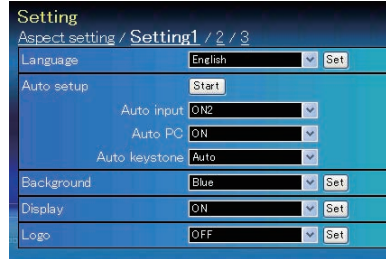 Setting
Aspect setting / Setting1 / 2 / 3
Language English Set
Auto setup Start
Auto input ON2
Auto PC ON
Auto keystone Auto
Background Blue Set
Display ON Set
Logo OFF Set